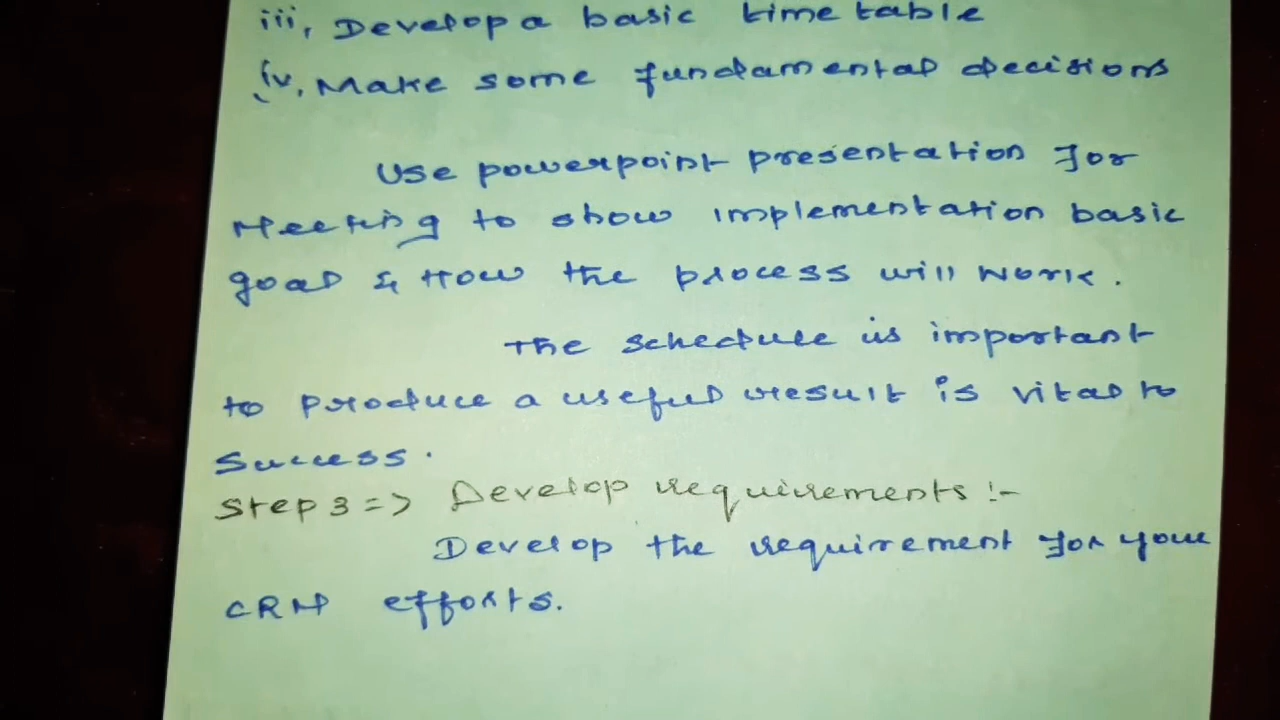 iii, Develop a basic time table
iv, Make some fundamental decisions
Use powerpoint presentation for
Meeting to show implementation basic
goal & How the process will work.
The schedule is important
to produce a useful result is vital to
Success.
Step 3 => Develop requirements :-
Develop the requirement for your
CRM efforts.